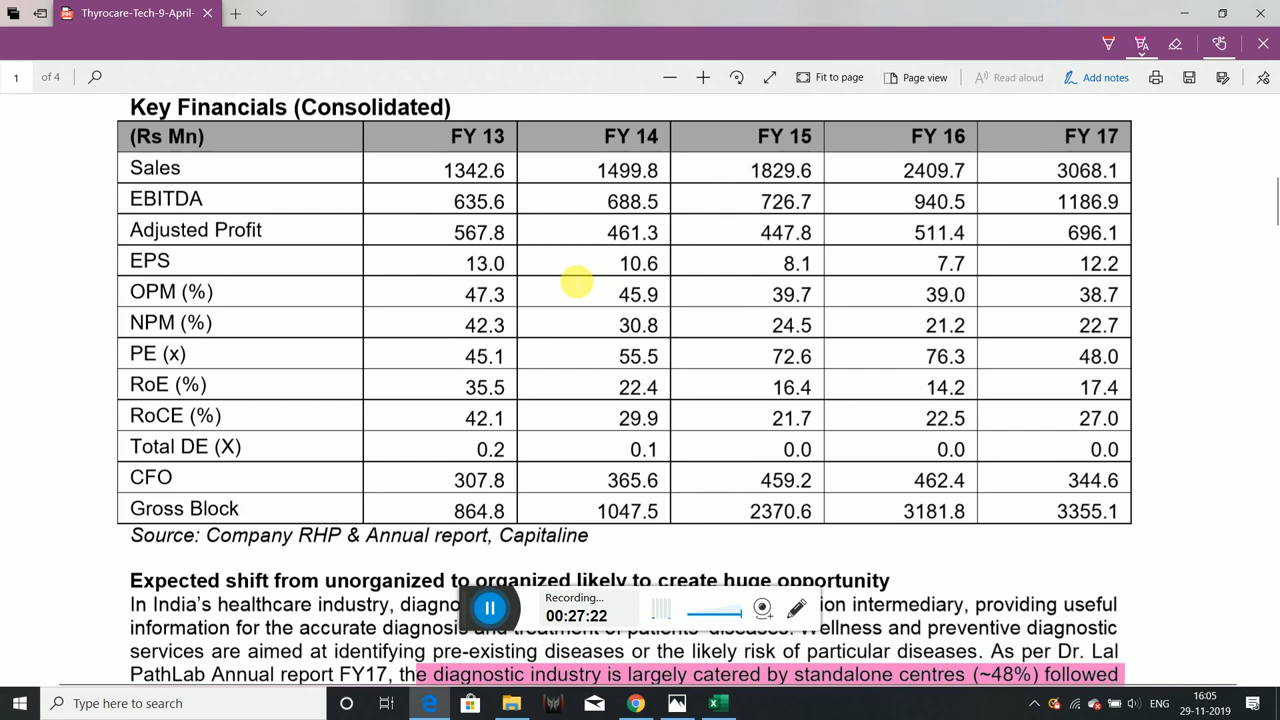 Thyrocare-Tech-9-April-
1 of 4
Fit to page
Page view
Read aloud
Add notes
Key Financials (Consolidated)
(Rs Mn) FY 13 FY 14 FY 15 FY 16 FY 17
Sales 1342.6 1499.8 1829.6 2409.7 3068.1
EBITDA 635.6 688.5 726.7 940.5 1186.9
Adjusted Profit 567.8 461.3 447.8 511.4 696.1
EPS 13.0 10.6 8.1 7.7 12.2
OPM (%) 47.3 45.9 39.7 39.0 38.7
NPM (%) 42.3 30.8 24.5 21.2 22.7
PE (x) 45.1 55.5 72.6 76.3 48.0
RoE (%) 35.5 22.4 16.4 14.2 17.4
RoCE (%) 42.1 29.9 21.7 22.5 27.0
Total DE (X) 0.2 0.1 0.0 0.0 0.0
CFO 307.8 365.6 459.2 462.4 344.6
Gross Block 864.8 1047.5 2370.6 3181.8 3355.1
Source: Company RHP & Annual report, Capitaline
Expected shift from unorganized to organized likely to create huge opportunity
In India's healthcare industry, intermediary, providing useful
information for the accurate diagnosis and treatment of patients' diseases. Wellness and preventive diagnostic
services are aimed at identifying pre-existing diseases or the likely risk of particular diseases. As per Dr. Lal
PathLab Annual report FY17, the diagnostic industry is largely catered by standalone centres (~48%) followed
Recording...
00:27:22
Type here to search
ENG
16:05
29-11-2019